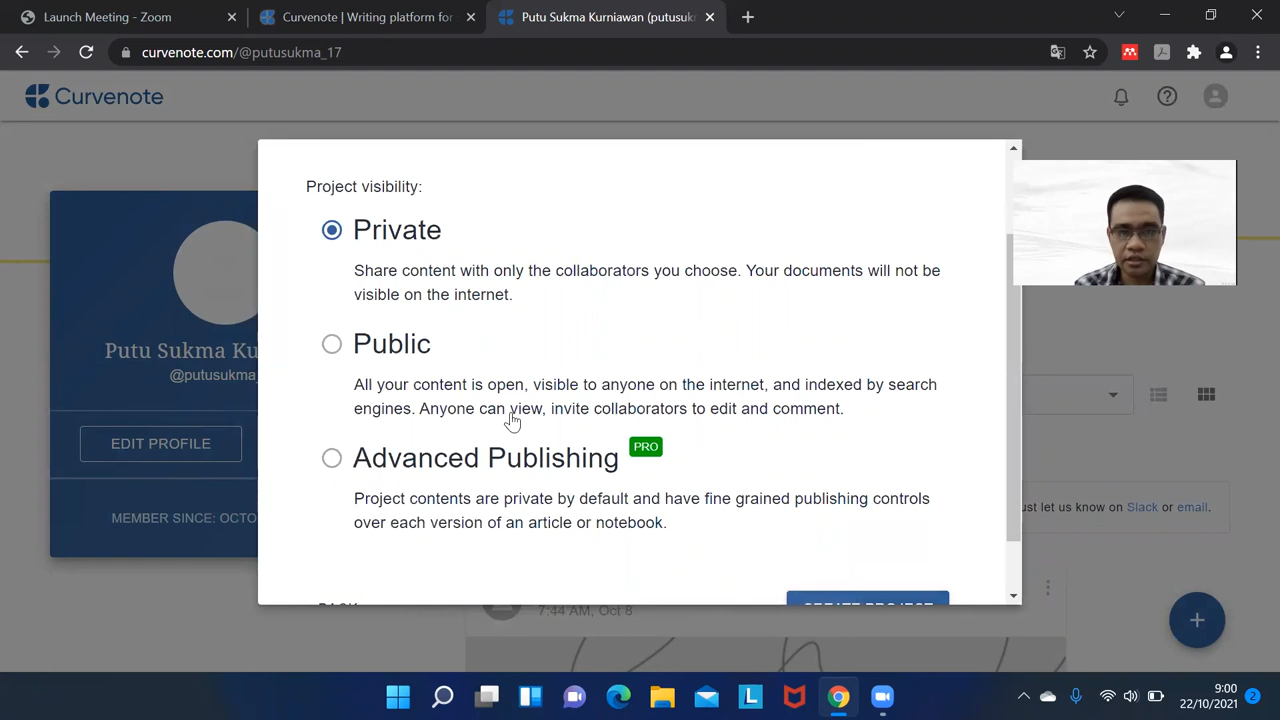 Launch Meeting - Zoom
Curvenote | Writing platform for
Putu Sukma Kurniawan (putusuk
curvenote.com/@putusukma_17
Curvenote
Project visibility:
Private
Share content with only the collaborators you choose. Your documents will not be
visible on the internet.
Public
All your content is open, visible to anyone on the internet, and indexed by search
engines. Anyone can view, invite collaborators to edit and comment.
Advanced Publishing PRO
Project contents are private by default and have fine grained publishing controls
over each version of an article or notebook.
BACK
CREATE PROJECT
Putu Sukma Ku
@putusukma_
EDIT PROFILE
MEMBER SINCE: OCTO
ust let us know on Slack or email.
7:44 AM, Oct 8
9:00
22/10/2021
2